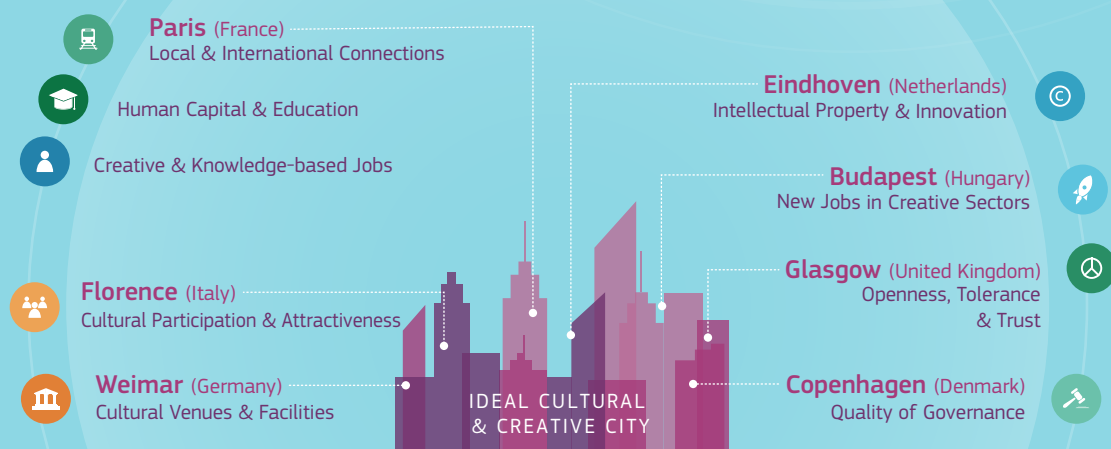 Paris (France)
Local & International Connections
Human Capital & Education
Creative & Knowledge-based Jobs
Florence (Italy)
Cultural Participation & Attractiveness
Weimar (Germany)
Cultural Venues & Facilities
Eindhoven (Netherlands)
Intellectual Property & Innovation
Budapest (Hungary)
New Jobs in Creative Sectors
Glasgow (United Kingdom)
Openness, Tolerance
& Trust
Copenhagen (Denmark)
Quality of Governance
IDEAL CULTURAL
& CREATIVE CITY